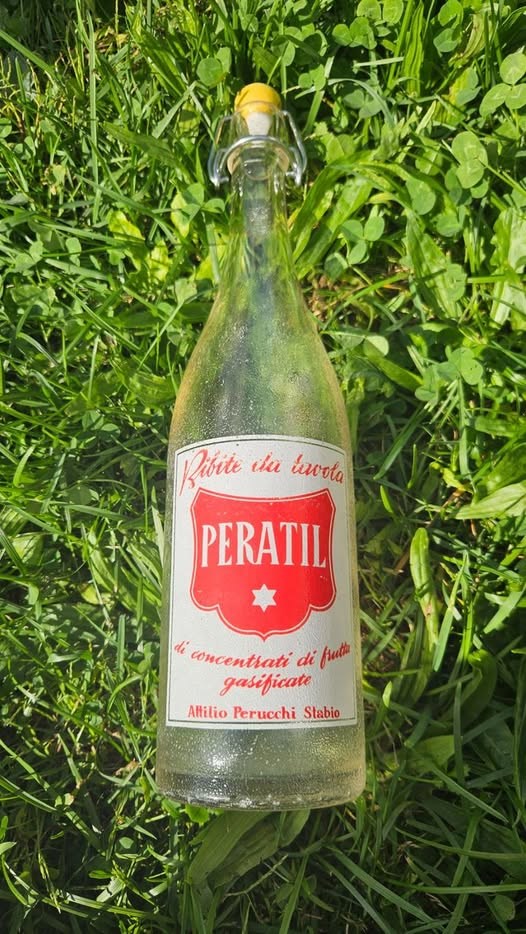 Bibite da tavola
PERATIL
di concentrati di frutta
gasificate
Attilio Perucchi Stabio